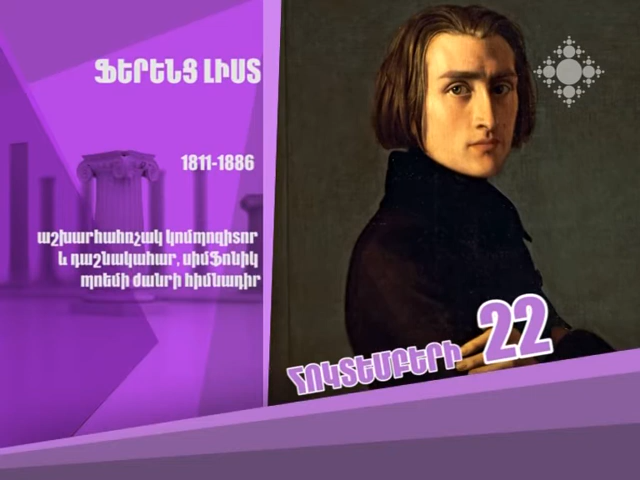 ՖԵՐԵՆՑ ԼԻՍՏ
1811-1886
աշխարհահռչակ կոմպոզիտոր
և դաշնակահար, սիմֆոնիկ
պոեմի ժանրի հիմնադիր
ՀՈԿՏԵՄԲԵՐԻ 22